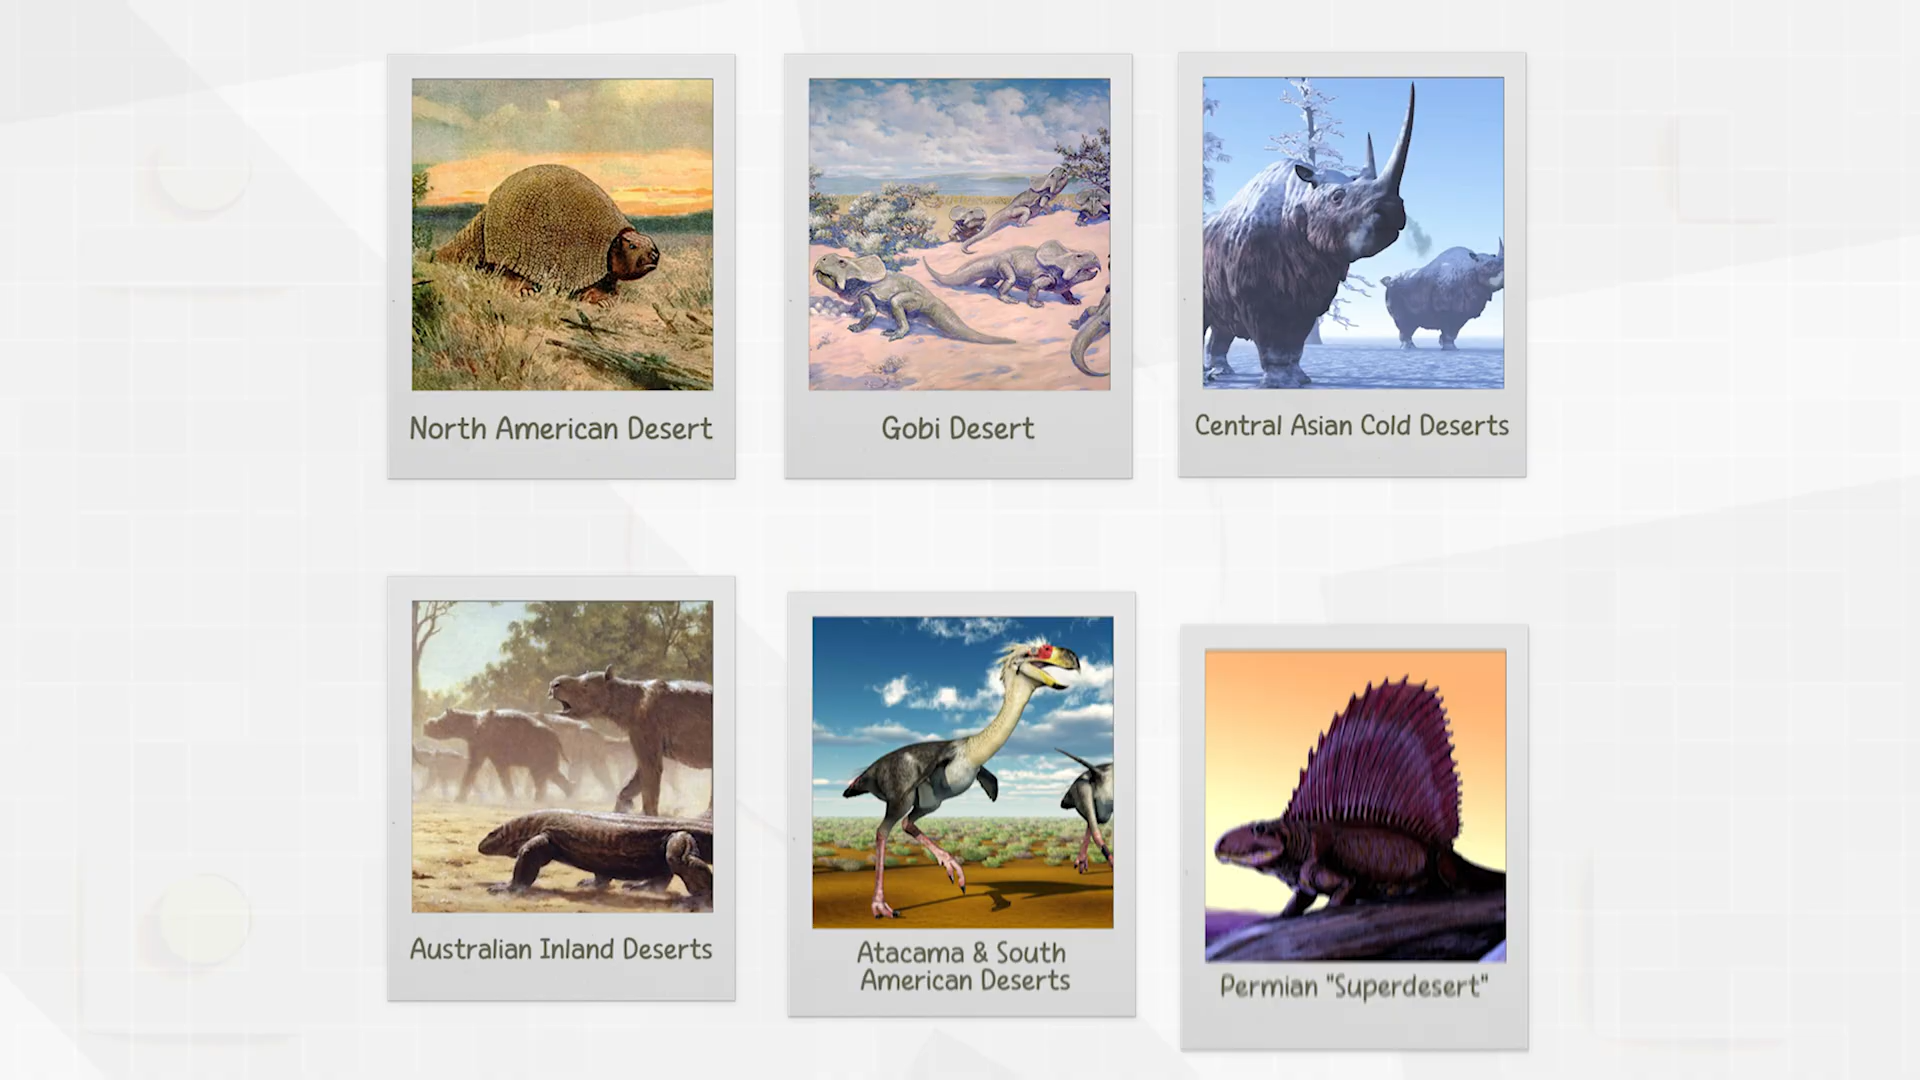 North American Desert
Gobi Desert
Central Asian Cold Deserts
Australian Inland Deserts
Atacama & South
American Deserts
Permian "Superdesert"